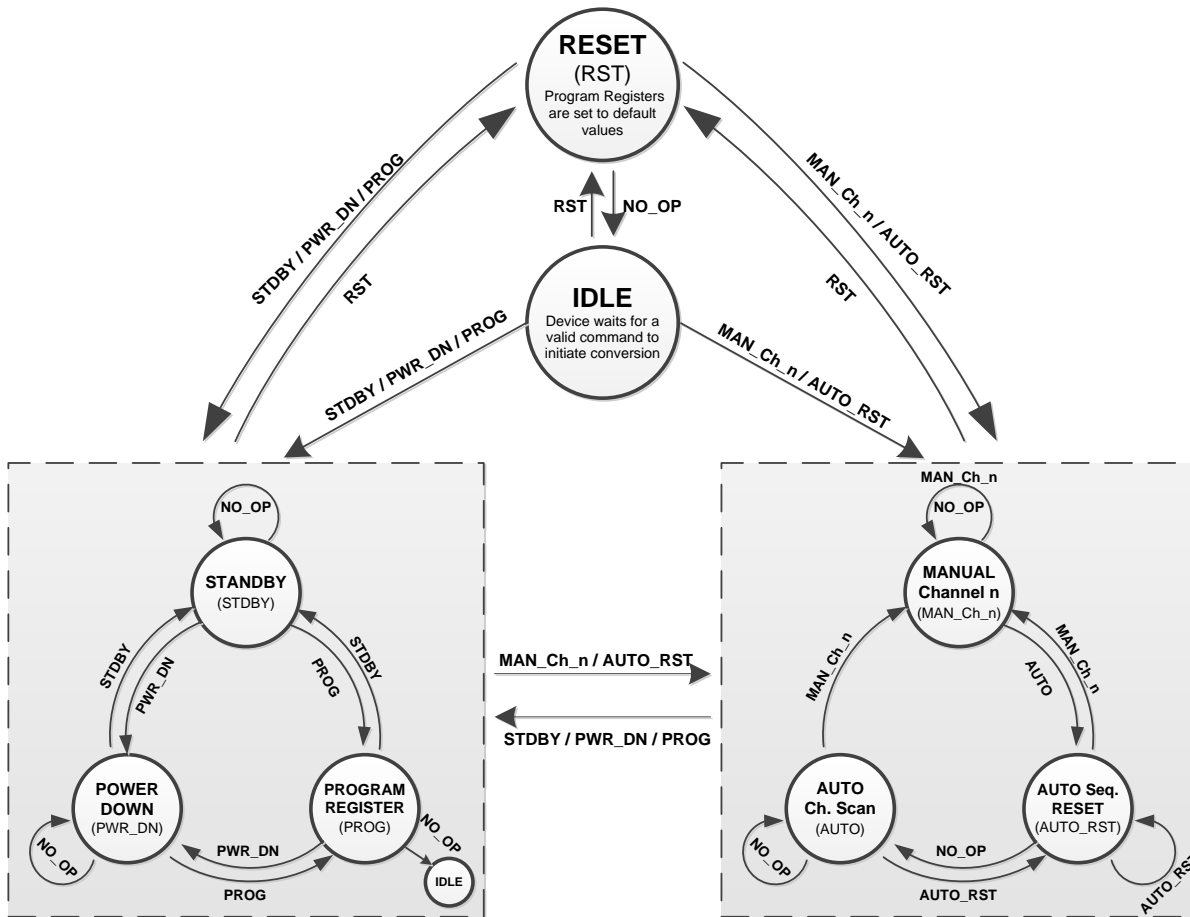 RESET
(RST)
Program Registers
are set to default
values
STDBY / PWR_DN / PROG
RST
RST
NO_OP
MAN_Ch_n / AUTO_RST
RST
IDLE
Device waits for a
valid command to
initiate conversion
STDBY / PWR_DN / PROG
MAN_Ch_n / AUTO_RST
NO_OP
STANDBY
(STDBY)
STDBY
PWR_DN
PROG
STDBY
POWER
DOWN
(PWR_DN)
NO_OP
PROGRAM
REGISTER
(PROG)
NO_OP
IDLE
PWR_DN
PROG
MAN_Ch_n / AUTO_RST
STDBY / PWR_DN / PROG
MAN_Ch_n
NO_OP
MANUAL
Channel n
(MAN_Ch_n)
MAN_Ch_n
AUTO
MAN_Ch_n
AUTO
Ch. Scan
(AUTO)
NO_OP
AUTO Seq.
RESET
(AUTO_RST)
NO_OP
AUTO_RST
AUTO_RST